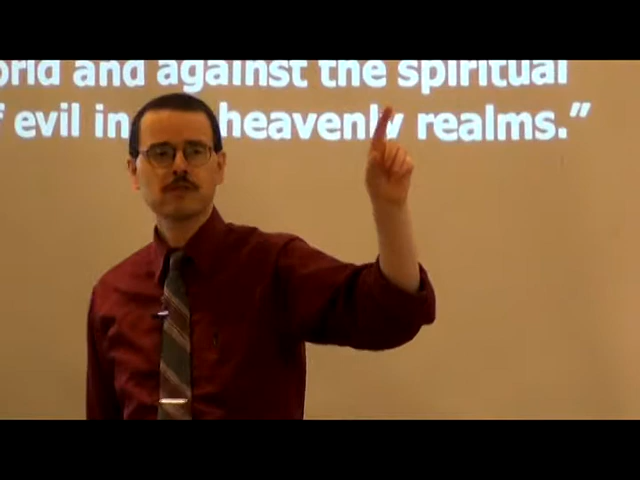 orld and against the spiritual
f evil in heavenly realms.”